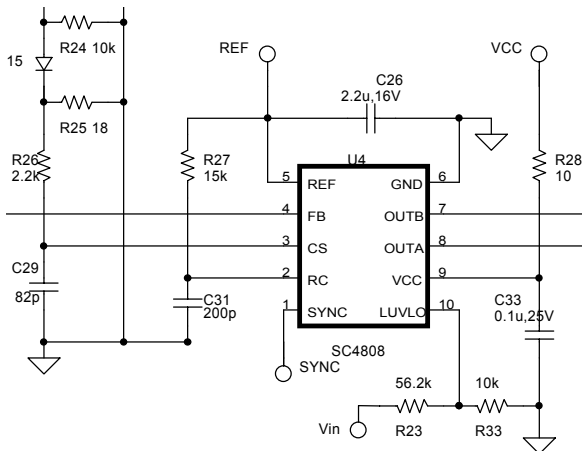 R24 10k
15
R25 18
R26
2.2k
C29
82p
REF
R27
15k
C31
200p
C26
2.2u,16V
VCC
R28
10
U4
5
REF
GND
6
4
FB
OUTB
7
3
CS
OUTA
8
2
RC
VCC
9
1
SYNC
LUVLO
10
SC4808
SYNC
C33
0.1u,25V
56.2k
10k
Vin
R23
R33